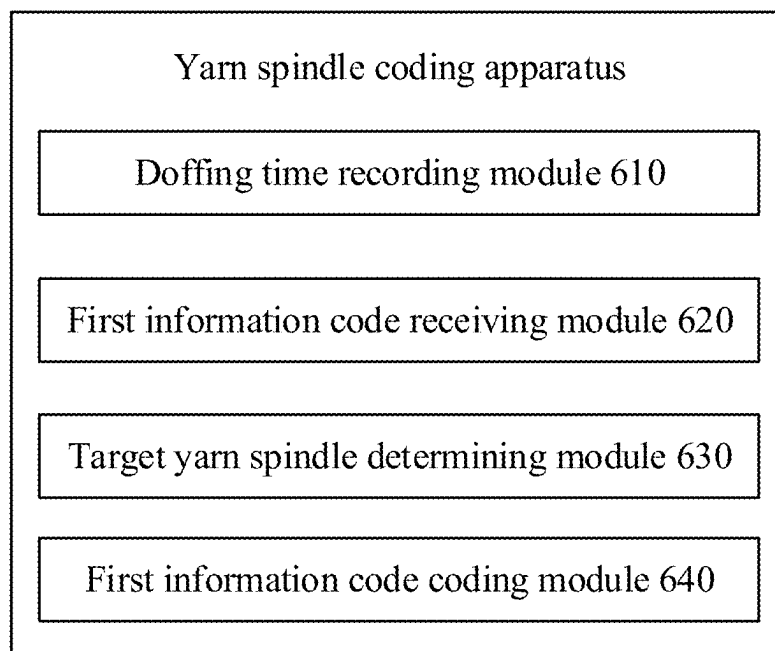 Yarn spindle coding apparatus
Doffing time recording module 610
First information code receiving module 620
Target yarn spindle determining module 630
First information code coding module 640